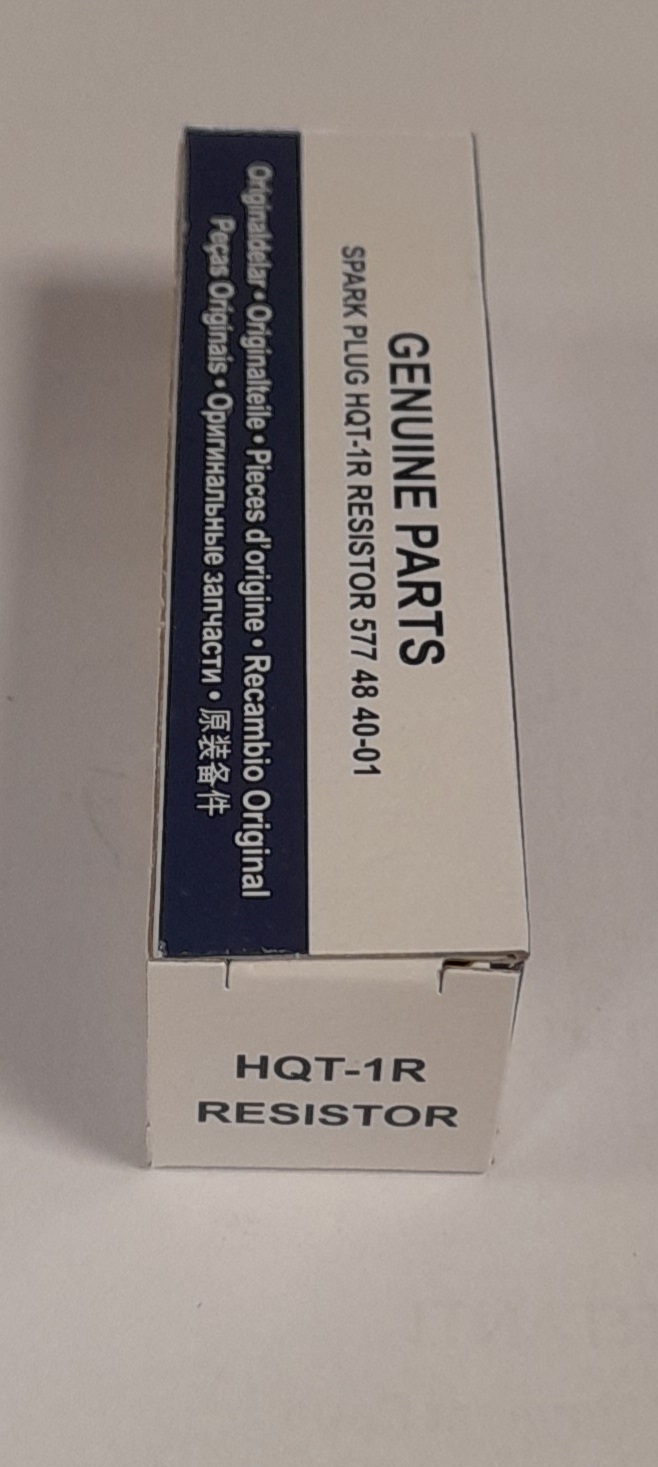 GENUINE PARTS
SPARK PLUG HQT-1R RESISTOR 577 48 40-01
Originaldelar • Originalteile • Pieces d'origine • Recambio Original
Peças Originais • Оригинальные запчасти • 原装备件
HQT-1R
RESISTOR